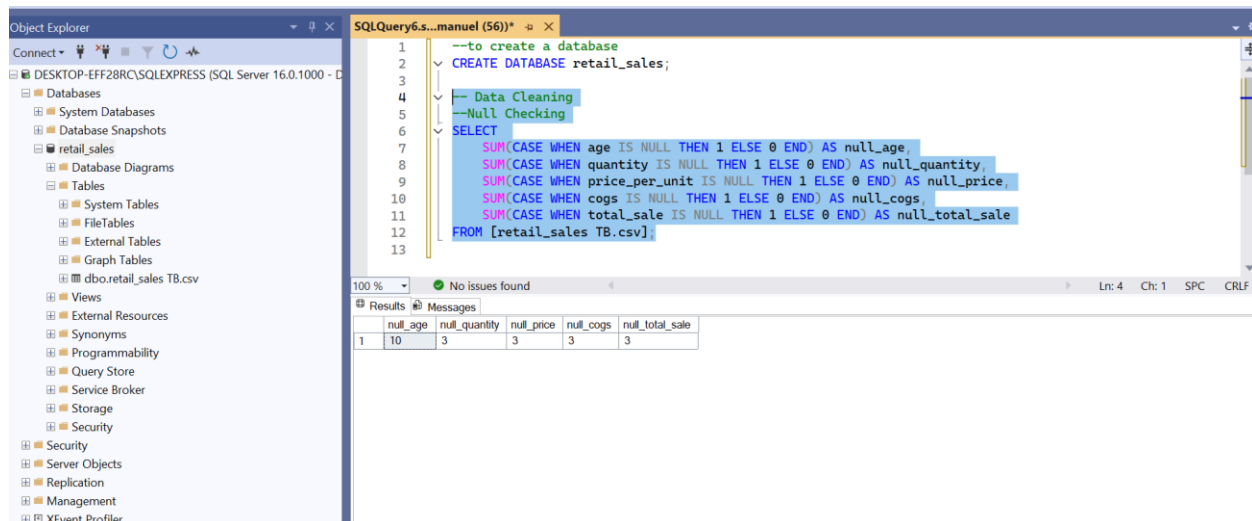 Object Explorer
Connect
DESKTOP-EFF28RC\SQLEXPRESS (SQL Server 16.0.1000 - D
Databases
System Databases
Database Snapshots
retail_sales
Database Diagrams
Tables
System Tables
FileTables
External Tables
Graph Tables
dbo.retail_sales TB.csv
Views
External Resources
Synonyms
Programmability
Query Store
Service Broker
Storage
Security
Security
Server Objects
Replication
Management
XEvent Profiler
SQLQuery6.s...manuel (56))*
1 --to create a database
2 CREATE DATABASE retail_sales;
3
4 -- Data Cleaning
5 --Null Checking
6 SELECT
7 SUM(CASE WHEN age IS NULL THEN 1 ELSE 0 END) AS null_age,
8 SUM(CASE WHEN quantity IS NULL THEN 1 ELSE 0 END) AS null_quantity,
9 SUM(CASE WHEN price_per_unit IS NULL THEN 1 ELSE 0 END) AS null_price,
10 SUM(CASE WHEN cogs IS NULL THEN 1 ELSE 0 END) AS null_cogs,
11 SUM(CASE WHEN total_sale IS NULL THEN 1 ELSE 0 END) AS null_total_sale
12 FROM [retail_sales TB.csv];
13
100 % No issues found Ln: 4 Ch: 1 SPC CRLF
Results Messages
null_age null_quantity null_price null_cogs null_total_sale
1 10 3 3 3 3